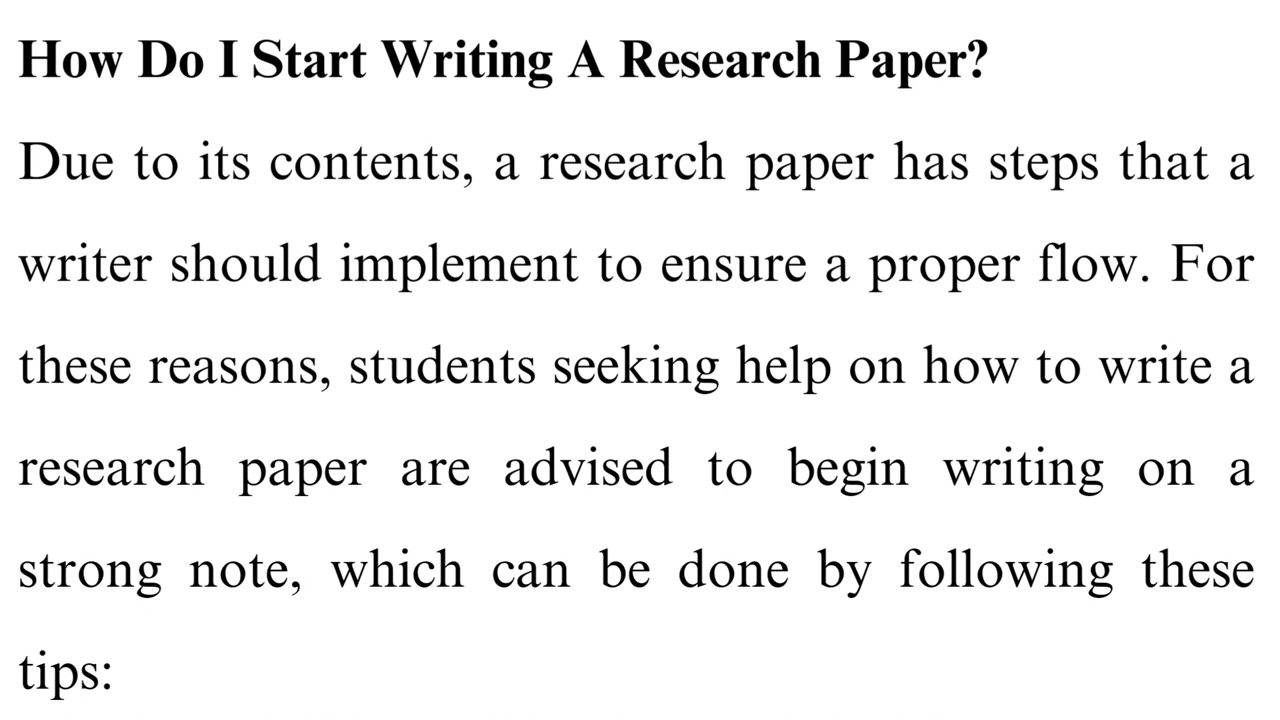 How Do I Start Writing A Research Paper?
Due to its contents, a research paper has steps that a
writer should implement to ensure a proper flow. For
these reasons, students seeking help on how to write a
research paper are advised to begin writing on a
strong note, which can be done by following these
tips: